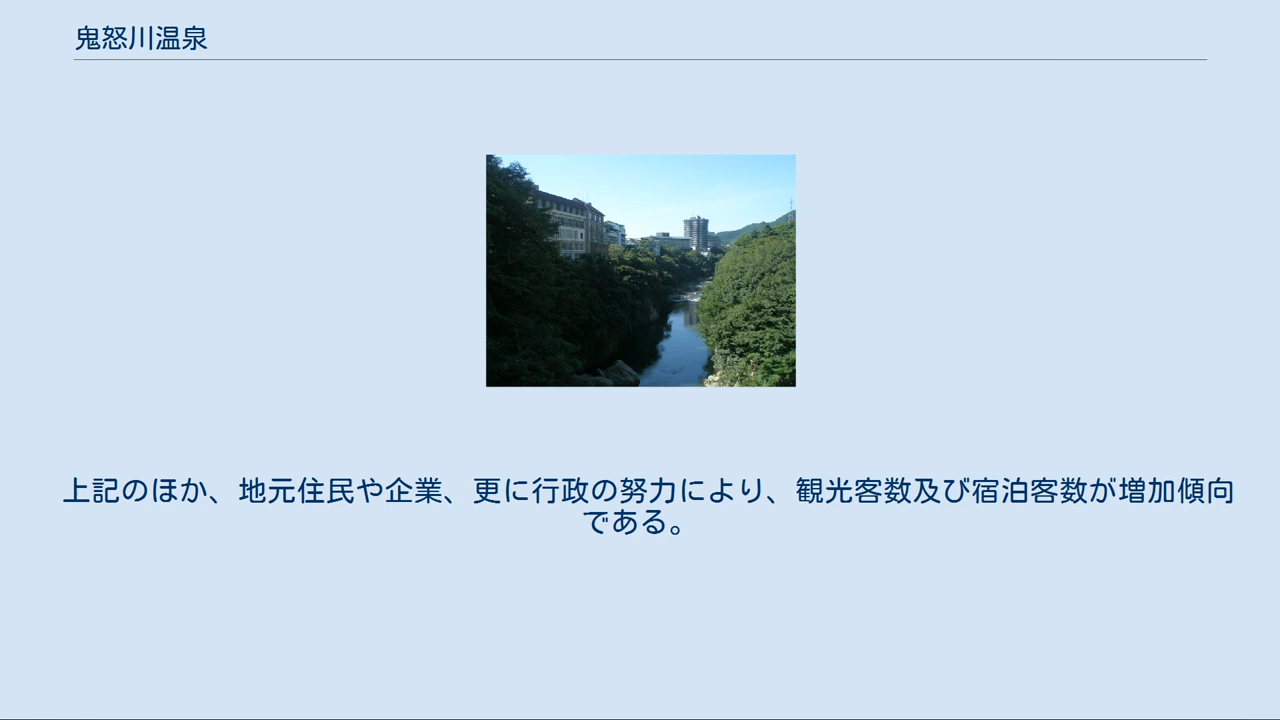 鬼怒川温泉
上記のほか、地元住民や企業、更に行政の努力により、観光客数及び宿泊客数が増加傾向
である。